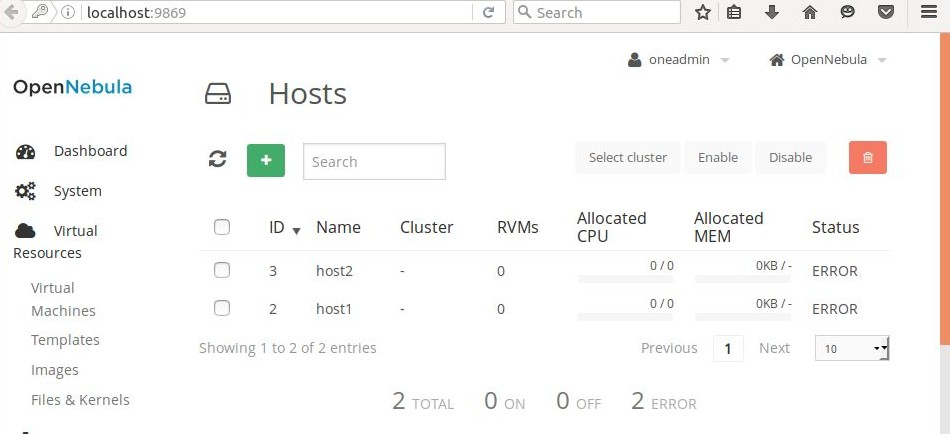 localhost:9869
Search
oneadmin
OpenNebula
OpenNebula
Hosts
Dashboard
System
Virtual
Resources
Virtual
Machines
Templates
Images
Files & Kernels
+
Search
Select cluster
Enable
Disable
ID Name Cluster RVMs Allocated CPU Allocated MEM Status
3 host2 - 0 0 / 0 0KB / - ERROR
2 host1 - 0 0 / 0 0KB / - ERROR
Showing 1 to 2 of 2 entries
Previous 1 Next 10
2 TOTAL 0 ON 0 OFF 2 ERROR